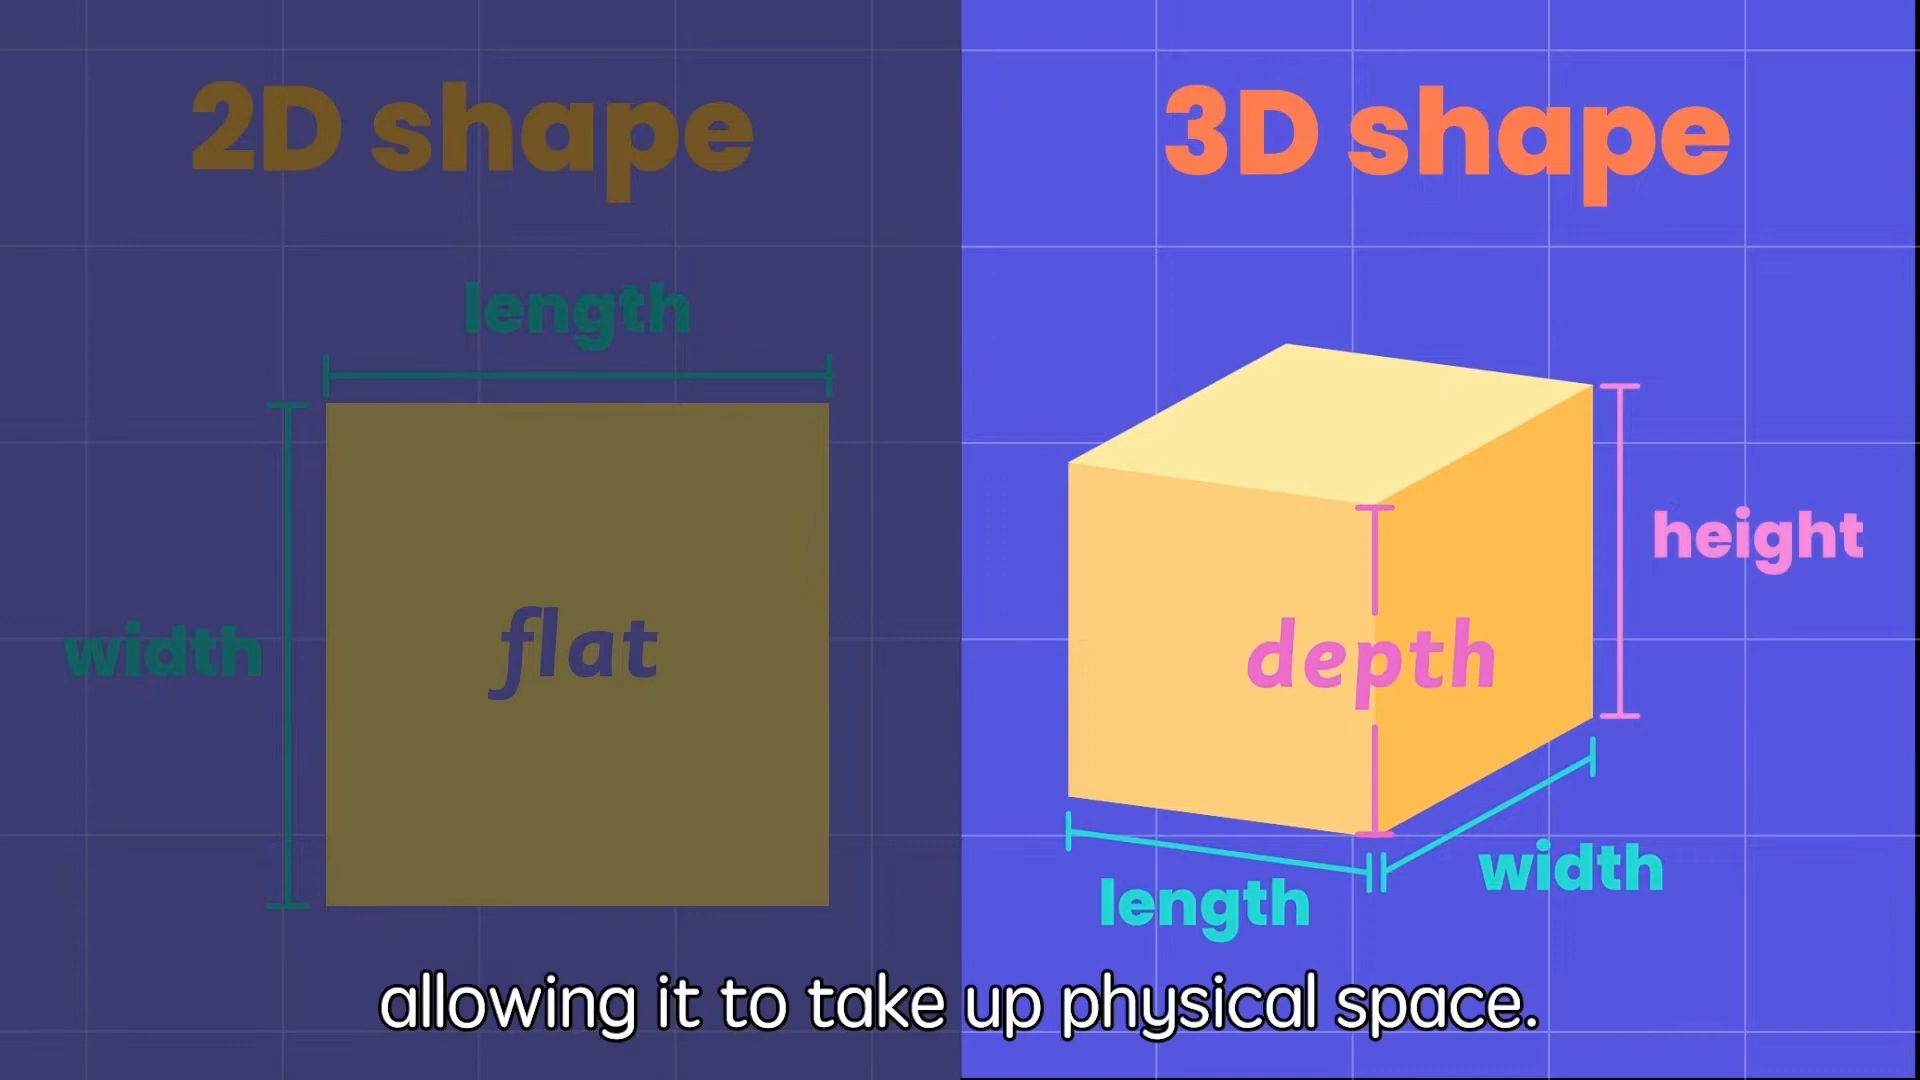 2D shape
length
width
flat
3D shape
height
depth
width
length
allowing it to take up physical space.